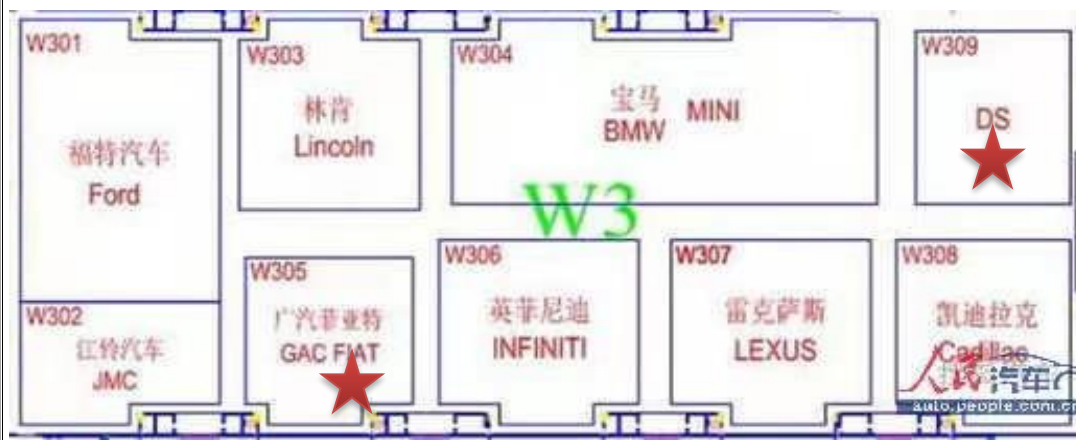 W301
福特汽车
Ford
W302
江铃汽车
JMC
W303
林肯
Lincoln
W304
宝马
BMW
MINI
W309
DS
W3
W305
广汽菲亚特
GAC FIAT
W306
英菲尼迪
INFINITI
W307
雷克萨斯
LEXUS
W308
凯迪拉克
Cadillac
人民 汽车
auto.people.com.c